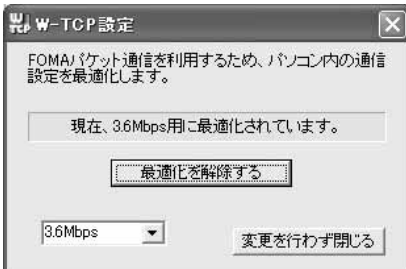 W-TCP設定
FOMAパケット通信を利用するため、パソコン内の通信
設定を最適化します。
現在、3.6Mbps用に最適化されています。
最適化を解除する
3.6Mbps
変更を行わず閉じる